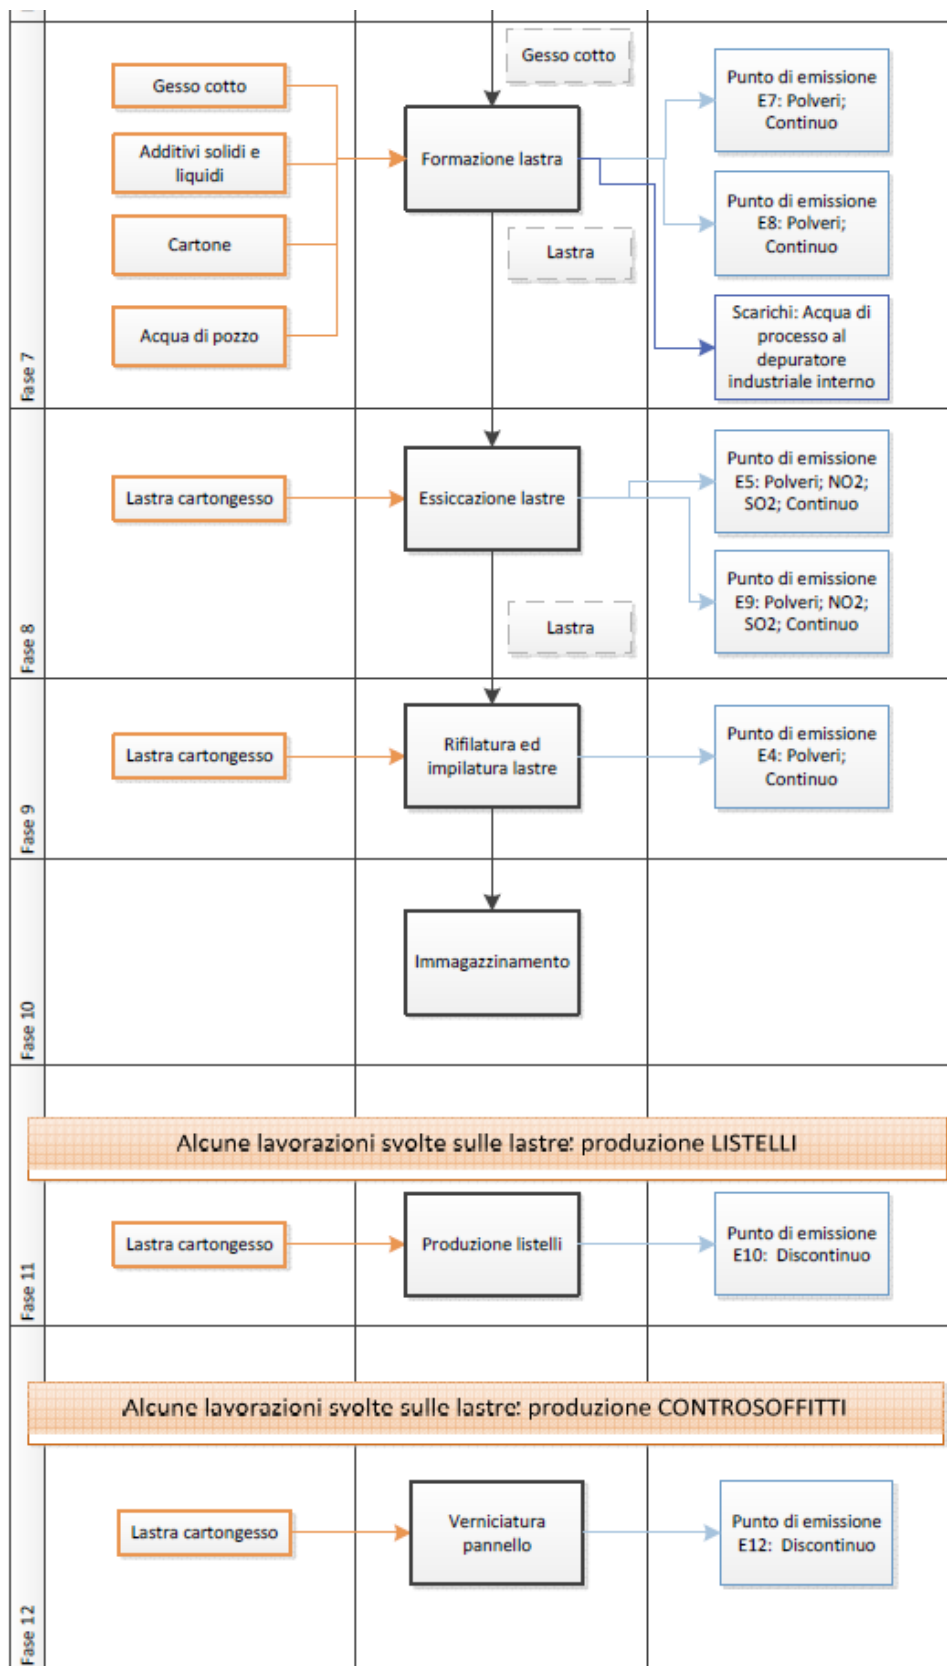 Gesso cotto
Gesso cotto
Additivi solidi e
liquidi
Cartone
Acqua di pozzo
Formazione lastra
Lastra
Punto di emissione
E7: Polveri;
Continuo
Punto di emissione
E8: Polveri;
Continuo
Scarichi: Acqua di
processo al
depuratore
industriale interno
Fase 7
Lastra cartongesso
Essiccazione lastre
Lastra
Punto di emissione
E5: Polveri; NO2;
SO2; Continuo
Punto di emissione
E9: Polveri; NO2;
SO2; Continuo
Fase 8
Lastra cartongesso
Rifilatura ed
impilatura lastre
Punto di emissione
E4: Polveri;
Continuo
Fase 9
Immagazzinamento
Fase 10
Alcune lavorazioni svolte sulle lastre: produzione LISTELLI
Lastra cartongesso
Produzione listelli
Punto di emissione
E10: Discontinuo
Fase 11
Alcune lavorazioni svolte sulle lastre: produzione CONTROSOFFITTI
Lastra cartongesso
Verniciatura
pannello
Punto di emissione
E12: Discontinuo
Fase 12